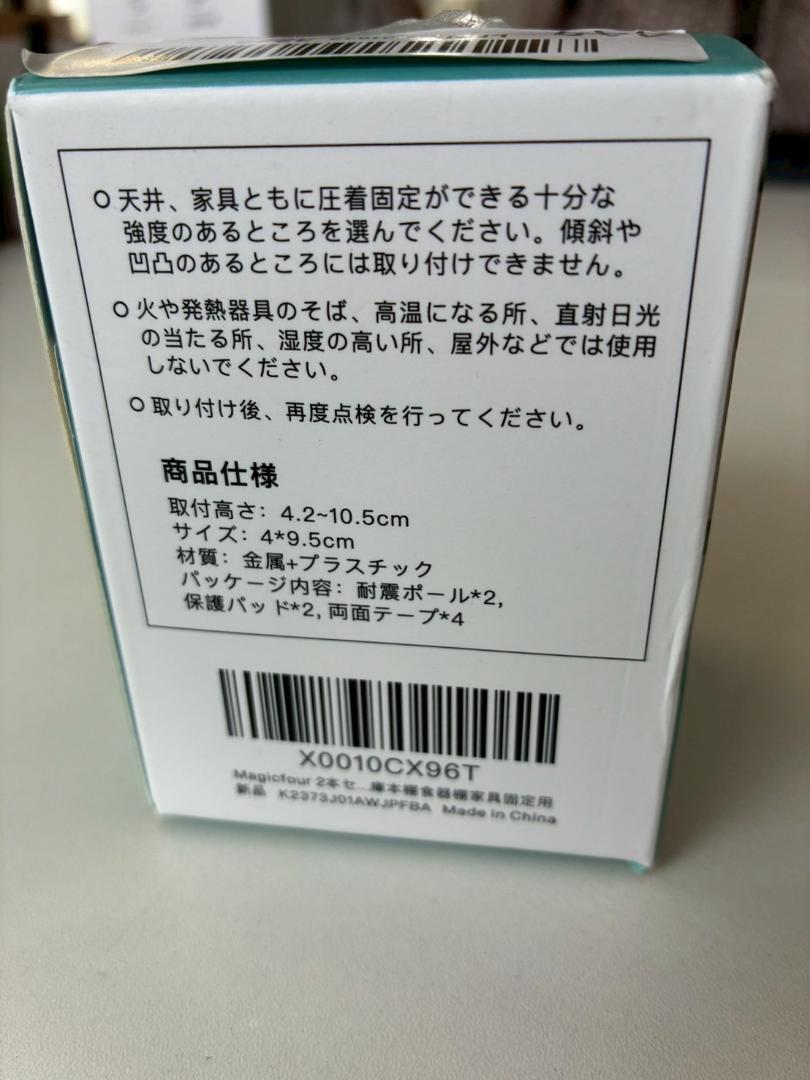 ○ 天井、家具ともに圧着固定ができる十分な
強度のあるところを選んでください。傾斜や
凹凸のあるところには取り付けできません。
○ 火や発熱器具のそば、高温になる所、直射日光
の当たる所、湿度の高い所、屋外などでは使用
しないでください。
○ 取り付け後、再度点検を行ってください。
商品仕様
取付高さ：4.2~10.5cm
サイズ：4*9.5cm
材質：金属+プラスチック
パッケージ内容：耐震ポール*2,
保護パッド*2, 両面テープ*4
X0010CX96T
Magicfour 2本セ...庫本棚食器棚家具固定用
新品 K2373J01AWJPFBA Made in China